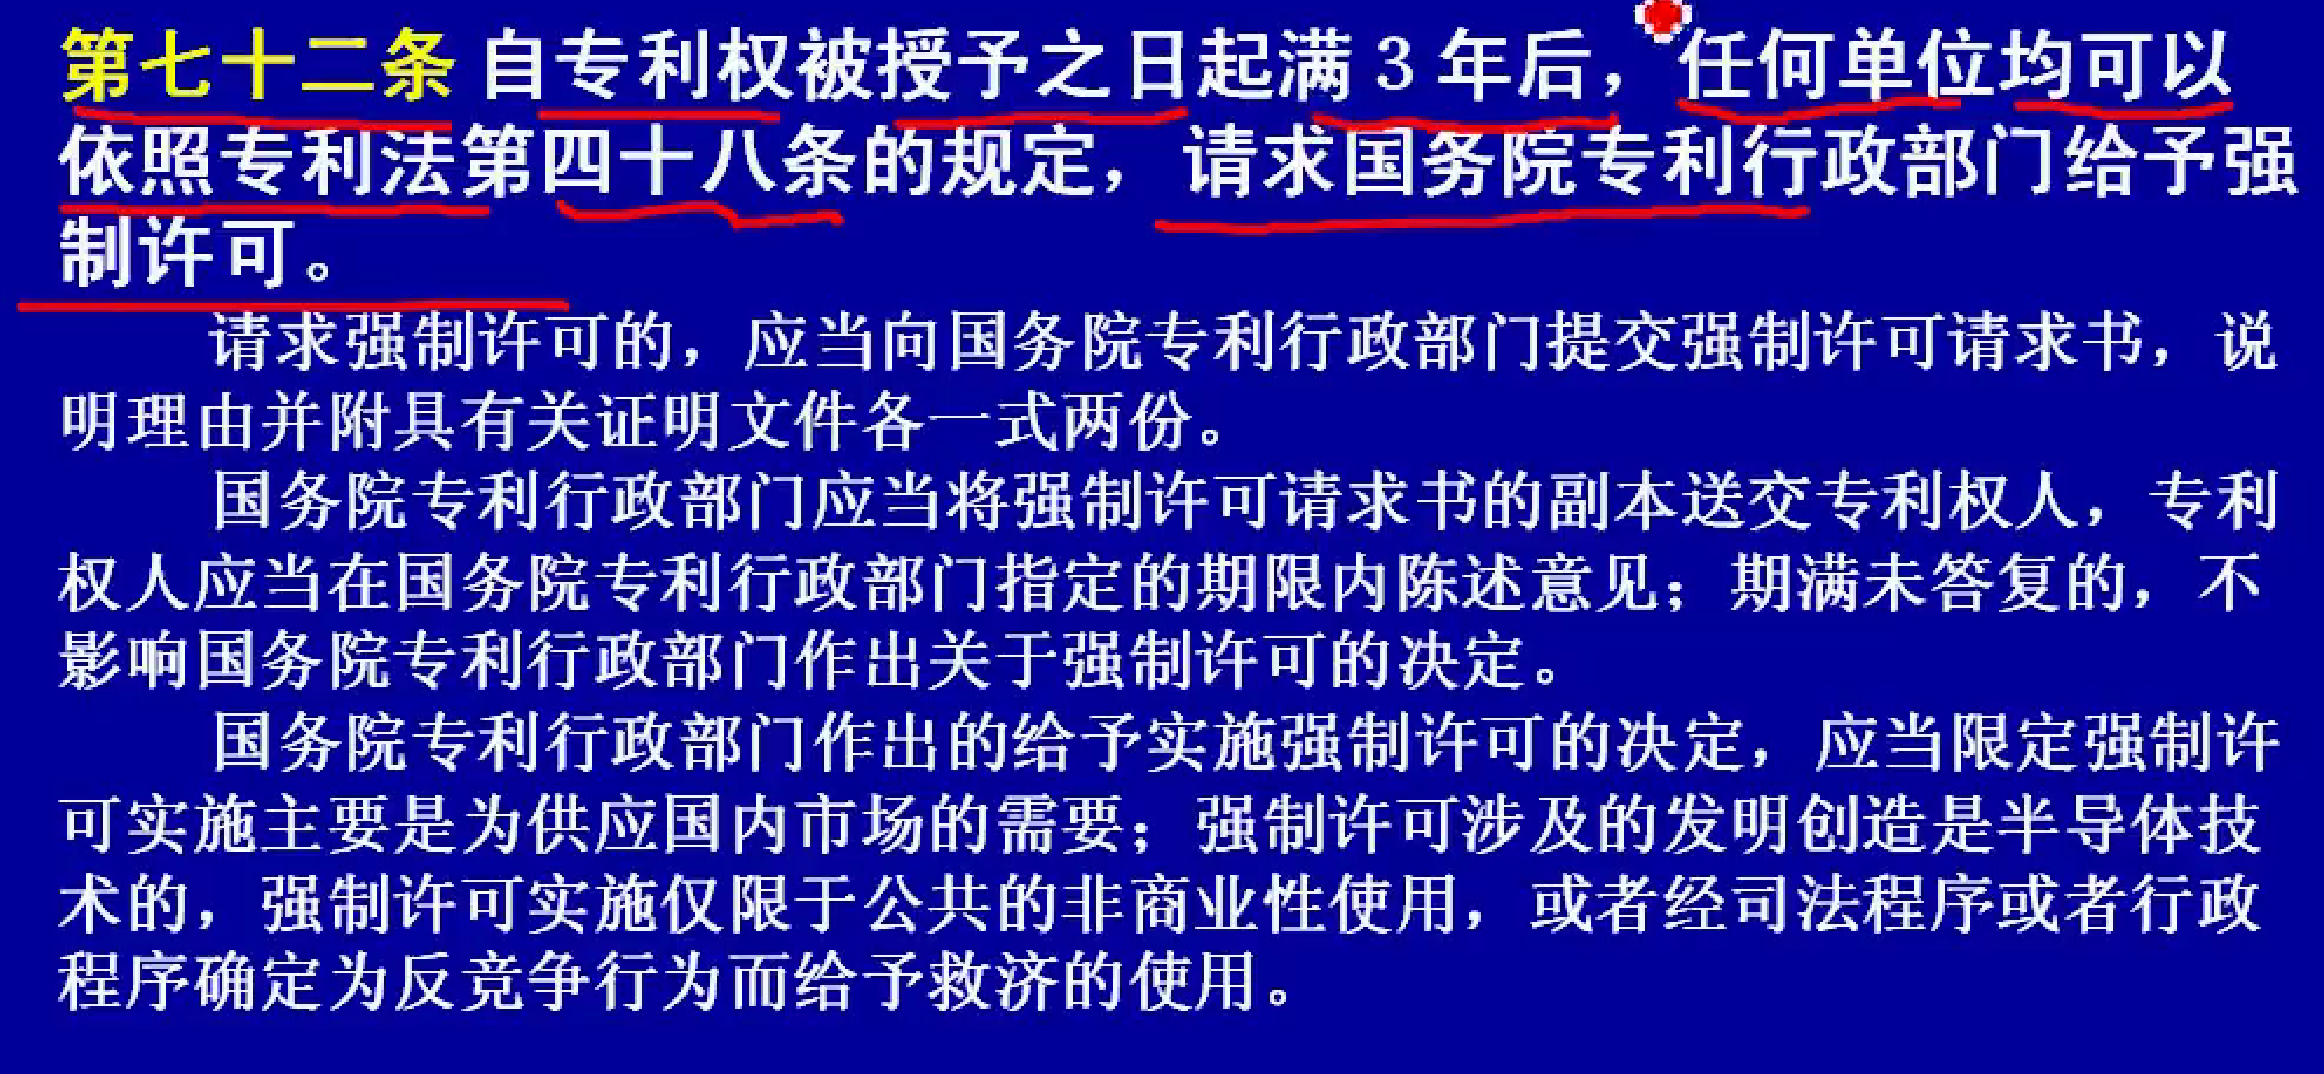 第七十二条 自专利权被授予之日起满 3 年后，任何单位均可以
依照专利法第四十八条的规定，请求国务院专利行政部门给予强
制许可。
请求强制许可的，应当向国务院专利行政部门提交强制许可请求书，说
明理由并附具有关证明文件各一式两份。
国务院专利行政部门应当将强制许可请求书的副本送交专利权人，专利
权人应当在国务院专利行政部门指定的期限内陈述意见；期满未答复的，不
影响国务院专利行政部门作出关于强制许可的决定。
国务院专利行政部门作出的给予实施强制许可的决定，应当限定强制许
可实施主要是为供应国内市场的需要；强制许可涉及的发明创造是半导体技
术的，强制许可实施仅限于公共的非商业性使用，或者经司法程序或者行政
程序确定为反竞争行为而给予救济的使用。